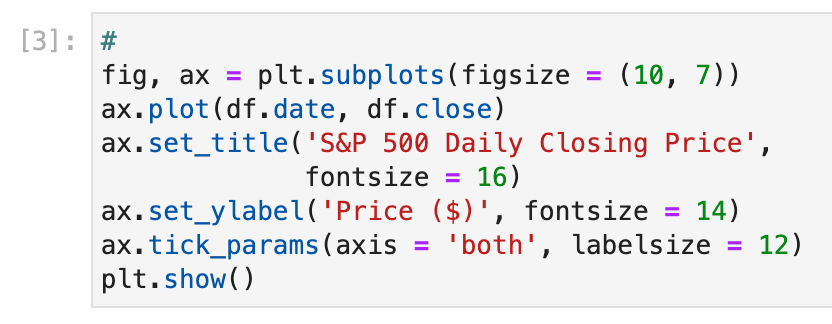 [3]: #
fig, ax = plt.subplots(figsize = (10, 7))
ax.plot(df.date, df.close)
ax.set_title('S&P 500 Daily Closing Price',
             fontsize = 16)
ax.set_ylabel('Price ($)', fontsize = 14)
ax.tick_params(axis = 'both', labelsize = 12)
plt.show()